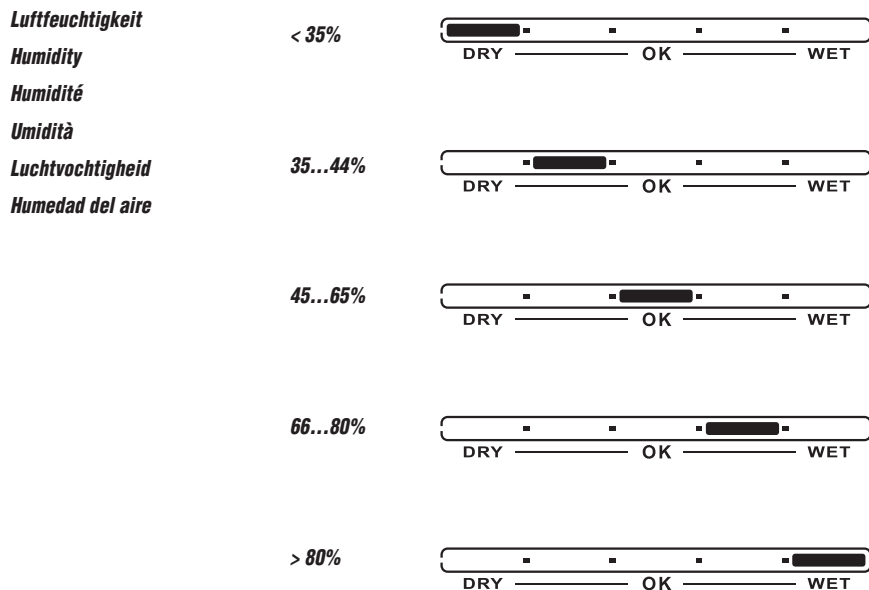 Luftfeuchtigkeit
Humidity
Humidité
Umidità
Luchtvochtigheid
Humedad del aire
< 35%
DRY OK WET
35...44%
DRY OK WET
45...65%
DRY OK WET
66...80%
DRY OK WET
> 80%
DRY OK WET